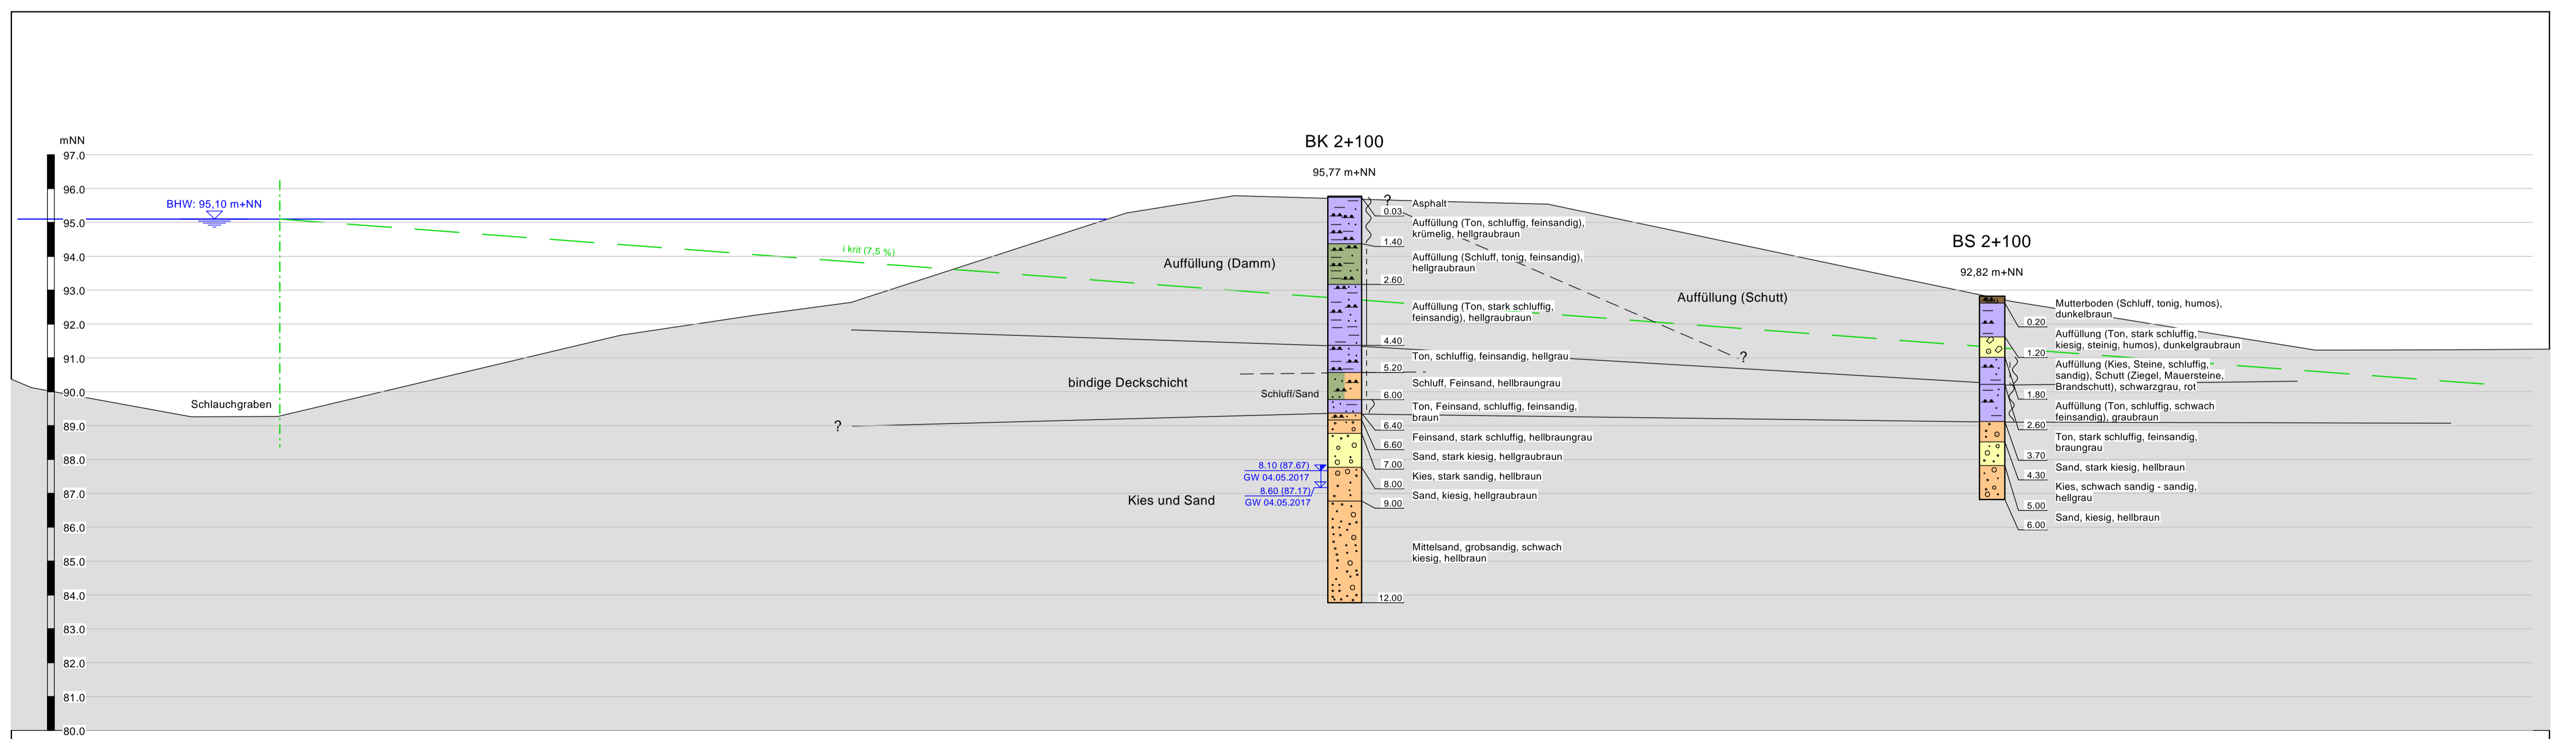 BK 2+100
95,77 m+NN
mNN
97.0
96.0
95.0
94.0
93.0
92.0
91.0
90.0
89.0
88.0
87.0
86.0
85.0
84.0
83.0
82.0
81.0
80.0
BHW: 95,10 m+NN
i krit (7,5 %)
Schlauchgraben
Auffüllung (Damm)
bindige Deckschicht
Schluff/Sand
?
8.10 (87.67)
GW 04.05.2017
8.60 (87.17)
GW 04.05.2017
Kies und Sand
?
0.03
Asphalt
Auffüllung (Ton, schluffig, feinsandig),
krümelig, hellgraubraun
1.40
Auffüllung (Schluff, tonig, feinsandig),
hellgraubraun
2.60
Auffüllung (Ton, stark schluffig,
feinsandig), hellgraubraun
4.40
Ton, schluffig, feinsandig, hellgrau
5.20
Schluff, Feinsand, hellbraungrau
6.00
Ton, Feinsand, schluffig, feinsandig,
braun
6.40
Feinsand, stark schluffig, hellbraungrau
6.60
Sand, stark kiesig, hellgraubraun
7.00
Kies, stark sandig, hellbraun
8.00
Sand, kiesig, hellgraubraun
9.00
Mittelsand, grobsandig, schwach
kiesig, hellbraun
12.00
Auffüllung (Schutt)
?
BS 2+100
92,82 m+NN
Mu
Mutterboden (Schluff, tonig, humos),
dunkelbraun
0.20
Auffüllung (Ton, stark schluffig,
kiesig, steinig, humos), dunkelgraubraun
1.20
Auffüllung (Kies, Steine, schluffig,
sandig), Schutt (Ziegel, Mauersteine,
Brandschutt), schwarzgrau, rot
1.80
Auffüllung (Ton, schluffig, schwach
feinsandig), graubraun
2.60
Ton, stark schluffig, feinsandig,
braungrau
3.70
Sand, stark kiesig, hellbraun
4.30
Kies, schwach sandig - sandig,
hellgrau
5.00
Sand, kiesig, hellbraun
6.00